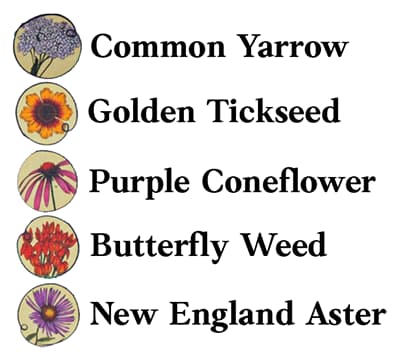 Common Yarrow
Golden Tickseed
Purple Coneflower
Butterfly Weed
New England Aster